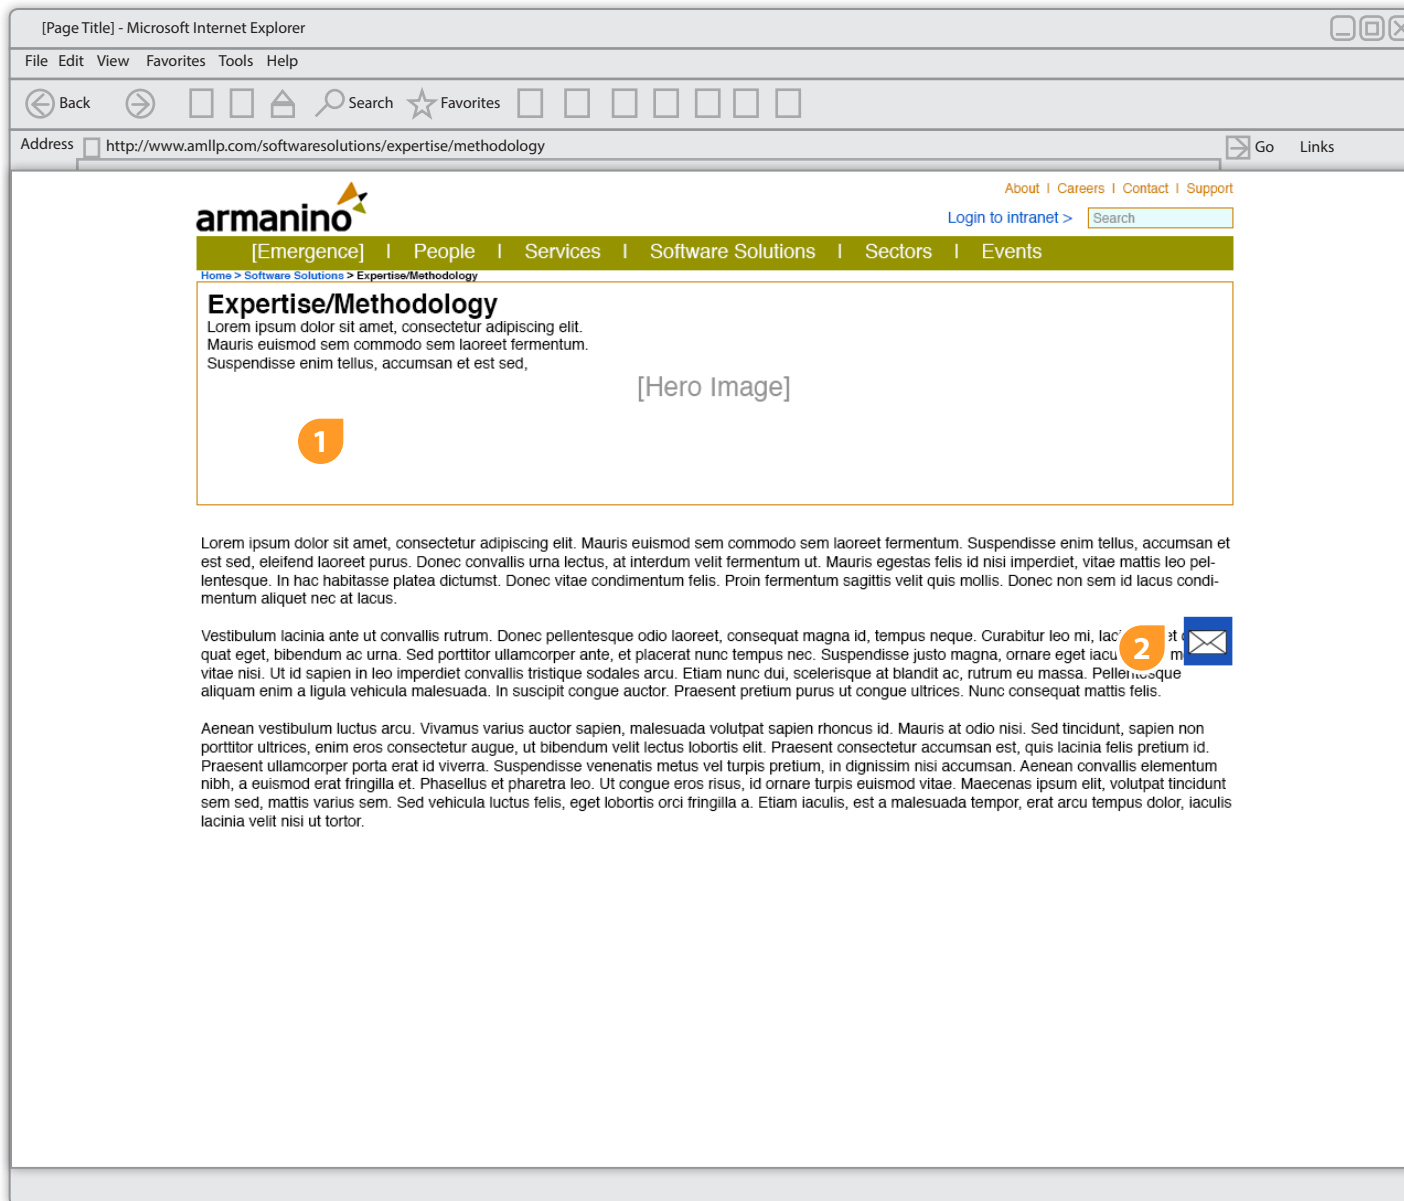 [Page Title] - Microsoft Internet Explorer
File Edit View Favorites Tools Help
Back Search Favorites
Address http://www.amllp.com/softwaresolutions/expertise/methodology Go Links
About | Careers | Contact | Support
armanino
Login to intranet > Search
[Emergence] | People | Services | Software Solutions | Sectors | Events
Home > Software Solutions > Expertise/Methodology
Expertise/Methodology
Lorem ipsum dolor sit amet, consectetur adipiscing elit.
Mauris euismod sem commodo sem laoreet fermentum.
Suspendisse enim tellus, accumsan et est sed,
[Hero Image]
1
Lorem ipsum dolor sit amet, consectetur adipiscing elit. Mauris euismod sem commodo sem laoreet fermentum. Suspendisse enim tellus, accumsan et
est sed, eleifend laoreet purus. Donec convallis urna lectus, at interdum velit fermentum ut. Mauris egestas felis id nisi imperdiet, vitae mattis leo pel-
lentesque. In hac habitasse platea dictumst. Donec vitae condimentum felis. Proin fermentum sagittis velit quis mollis. Donec non sem id lacus condi-
mentum aliquet nec at lacus.
Vestibulum lacinia ante ut convallis rutrum. Donec pellentesque odio laoreet, consequat magna id, tempus neque. Curabitur leo mi,
quat eget, bibendum ac urna. Sed porttitor ullamcorper ante, et placerat nunc tempus nec. Suspendisse justo magna, ornare eget
2
vitae nisi. Ut id sapien in leo imperdiet convallis tristique sodales arcu. Etiam nunc dui, scelerisque at blandit ac, rutrum eu massa. Pellentesque
aliquam enim a ligula vehicula malesuada. In suscipit congue auctor. Praesent pretium purus ut congue ultrices. Nunc consequat mattis felis.
Aenean vestibulum luctus arcu. Vivamus varius auctor sapien, malesuada volutpat sapien rhoncus id. Mauris at odio nisi. Sed tincidunt, sapien non
porttitor ultrices, enim eros consectetur augue, ut bibendum velit lectus lobortis elit. Praesent consectetur accumsan est, quis lacinia felis pretium id.
Praesent ullamcorper porta erat id viverra. Suspendisse venenatis metus vel turpis pretium, in dignissim nisi accumsan. Aenean convallis elementum
nibh, a euismod erat fringilla et. Phasellus et pharetra leo. Ut congue eros risus, id ornare turpis euismod vitae. Maecenas ipsum elit, volutpat tincidunt
sem sed, mattis varius sem. Sed vehicula luctus felis, eget lobortis orci fringilla a. Etiam iaculis, est a malesuada tempor, erat arcu tempus dolor, iaculis
lacinia velit nisi ut tortor.